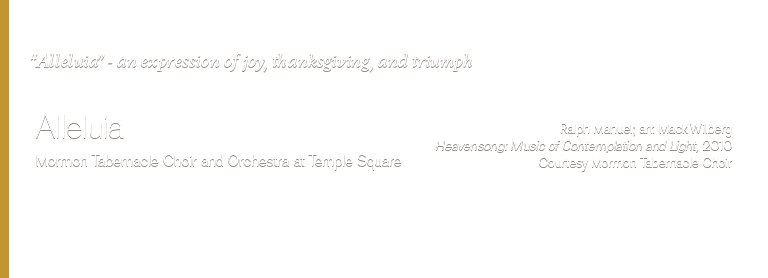 "Alleluia" - an expression of joy, thanksgiving, and triumph
Alleluia
Mormon Tabernacle Choir and Orchestra at Temple Square
Ralph Manuel; arr. Mack Wilberg
Heavensong: Music of Contemplation and Light, 2010
Courtesy Mormon Tabernacle Choir